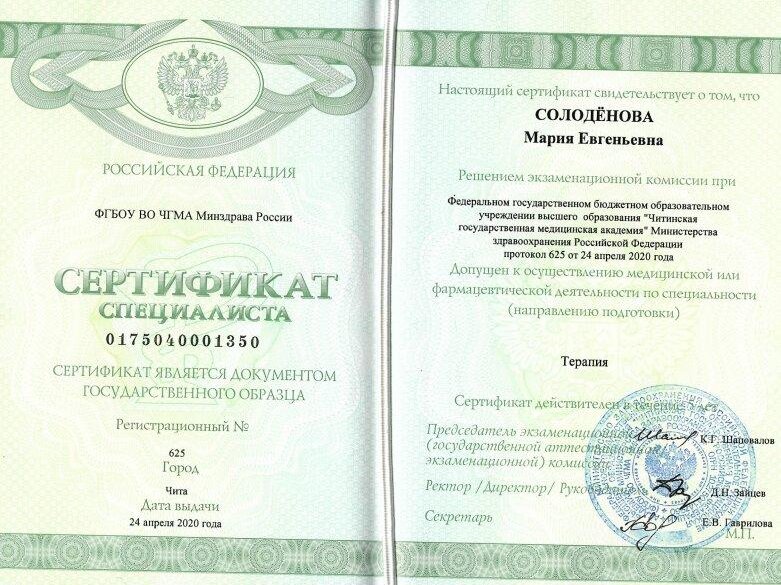 РОССИЙСКАЯ ФЕДЕРАЦИЯ
ФГБОУ ВО ЧГМА Минздрава России
СЕРТИФИКАТ
СПЕЦИАЛИСТА
0175040001350
СЕРТИФИКАТ ЯВЛЯЕТСЯ ДОКУМЕНТОМ
ГОСУДАРСТВЕННОГО ОБРАЗЦА
Регистрационный №
625
Город
Чита
Дата выдачи
24 апреля 2020 года
Настоящий сертификат свидетельствует о том, что
СОЛОДЁНОВА
Мария Евгеньевна
Решением экзаменационной комиссии при
Федеральном государственном бюджетном образовательном
учреждении высшего образования "Читинская
государственная медицинская академия" Министерства
здравоохранения Российской Федерации
протокол 625 от 24 апреля 2020 года
Допущен к осуществлению медицинской или
фармацевтической деятельности по специальности
(направлению подготовки)
Терапия
Сертификат действителен в течение 5 лет
Председатель экзаменационной
(государственной аттестационной/
экзаменационной) комиссии К.Г. Шаповалов
Ректор /Директор/ Руководитель Д.Н. Зайцев
Секретарь Е.В. Гаврилова
М.П.